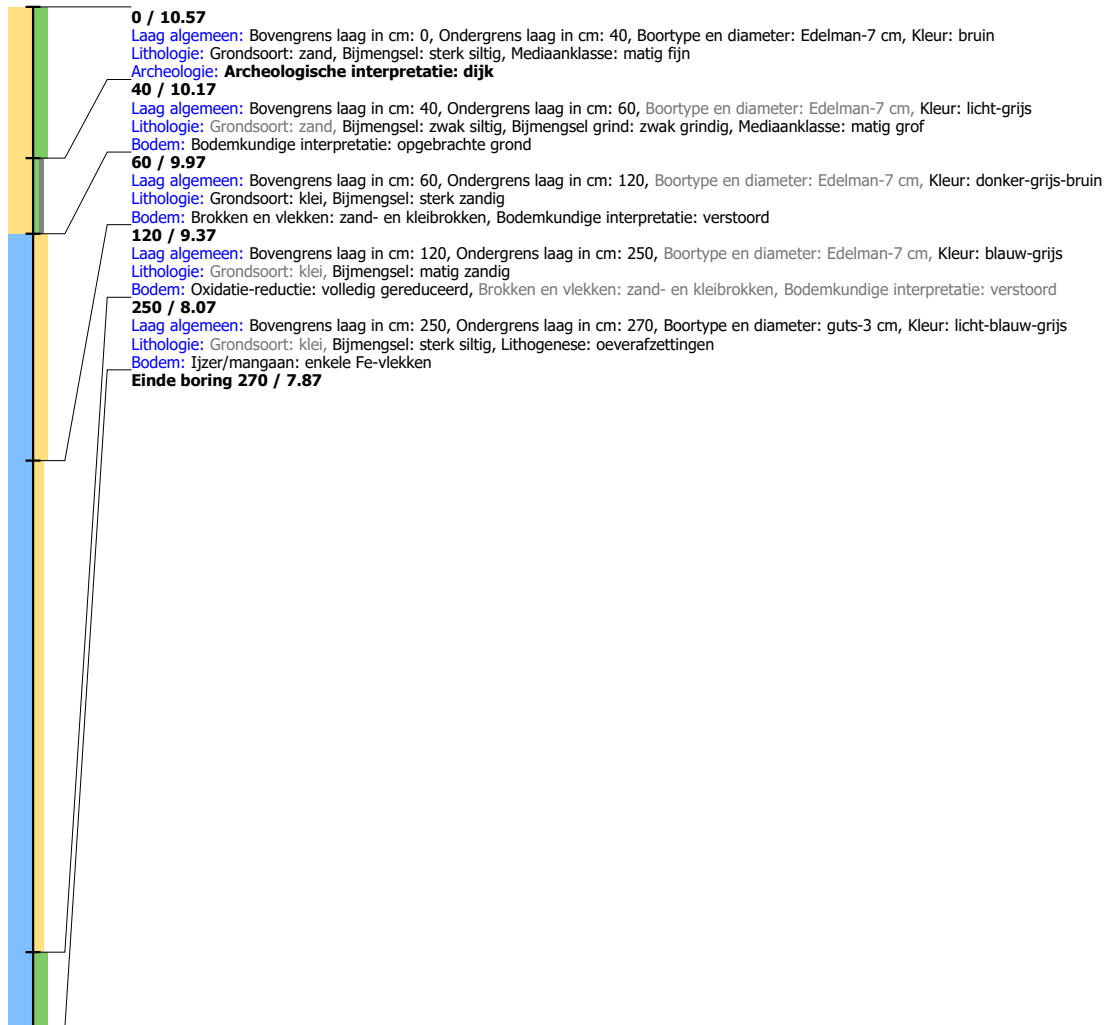 0 / 10.57
Laag algemeen: Bovengrens laag in cm: 0, Ondergrens laag in cm: 40, Boortype en diameter: Edelman-7 cm, Kleur: bruin
Lithologie: Grondsoort: zand, Bijmengsel: sterk siltig, Mediaanklasse: matig fijn
Archeologie: Archeologische interpretatie: dijk
40 / 10.17
Laag algemeen: Bovengrens laag in cm: 40, Ondergrens laag in cm: 60, Boortype en diameter: Edelman-7 cm, Kleur: licht-grijs
Lithologie: Grondsoort: zand, Bijmengsel: zwak siltig, Bijmengsel grind: zwak grindig, Mediaanklasse: matig grof
Bodem: Bodemkundige interpretatie: opgebrachte grond
60 / 9.97
Laag algemeen: Bovengrens laag in cm: 60, Ondergrens laag in cm: 120, Boortype en diameter: Edelman-7 cm, Kleur: donker-grijs-bruin
Lithologie: Grondsoort: klei, Bijmengsel: sterk zandig
Bodem: Brokken en vlekken: zand- en kleibrokken, Bodemkundige interpretatie: verstoord
120 / 9.37
Laag algemeen: Bovengrens laag in cm: 120, Ondergrens laag in cm: 250, Boortype en diameter: Edelman-7 cm, Kleur: blauw-grijs
Lithologie: Grondsoort: klei, Bijmengsel: matig zandig
Bodem: Oxidatie-reductie: volledig gereduceerd, Brokken en vlekken: zand- en kleibrokken, Bodemkundige interpretatie: verstoord
250 / 8.07
Laag algemeen: Bovengrens laag in cm: 250, Ondergrens laag in cm: 270, Boortype en diameter: guts-3 cm, Kleur: licht-blauw-grijs
Lithologie: Grondsoort: klei, Bijmengsel: sterk siltig, Lithogenese: oeverafzettingen
Bodem: Ijzer/mangaan: enkele Fe-vlekken
Einde boring 270 / 7.87